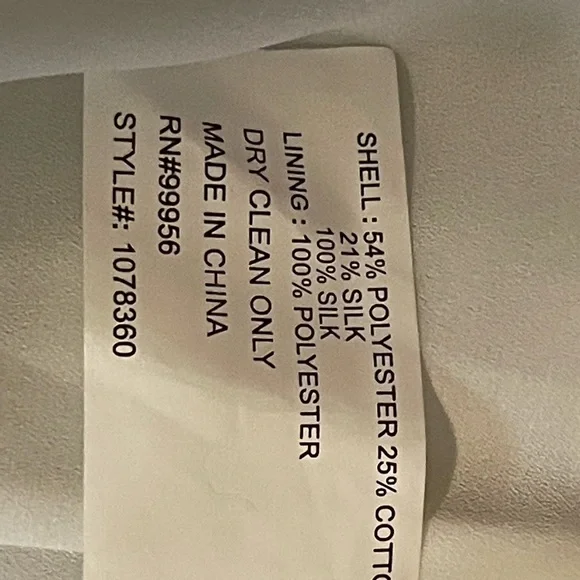 SHELL : 54% POLYESTER 25% COTTO
21% SILK
100% SILK
LINING : 100% POLYESTER
DRY CLEAN ONLY
MADE IN CHINA
RN#99956
STYLE#: 1078360